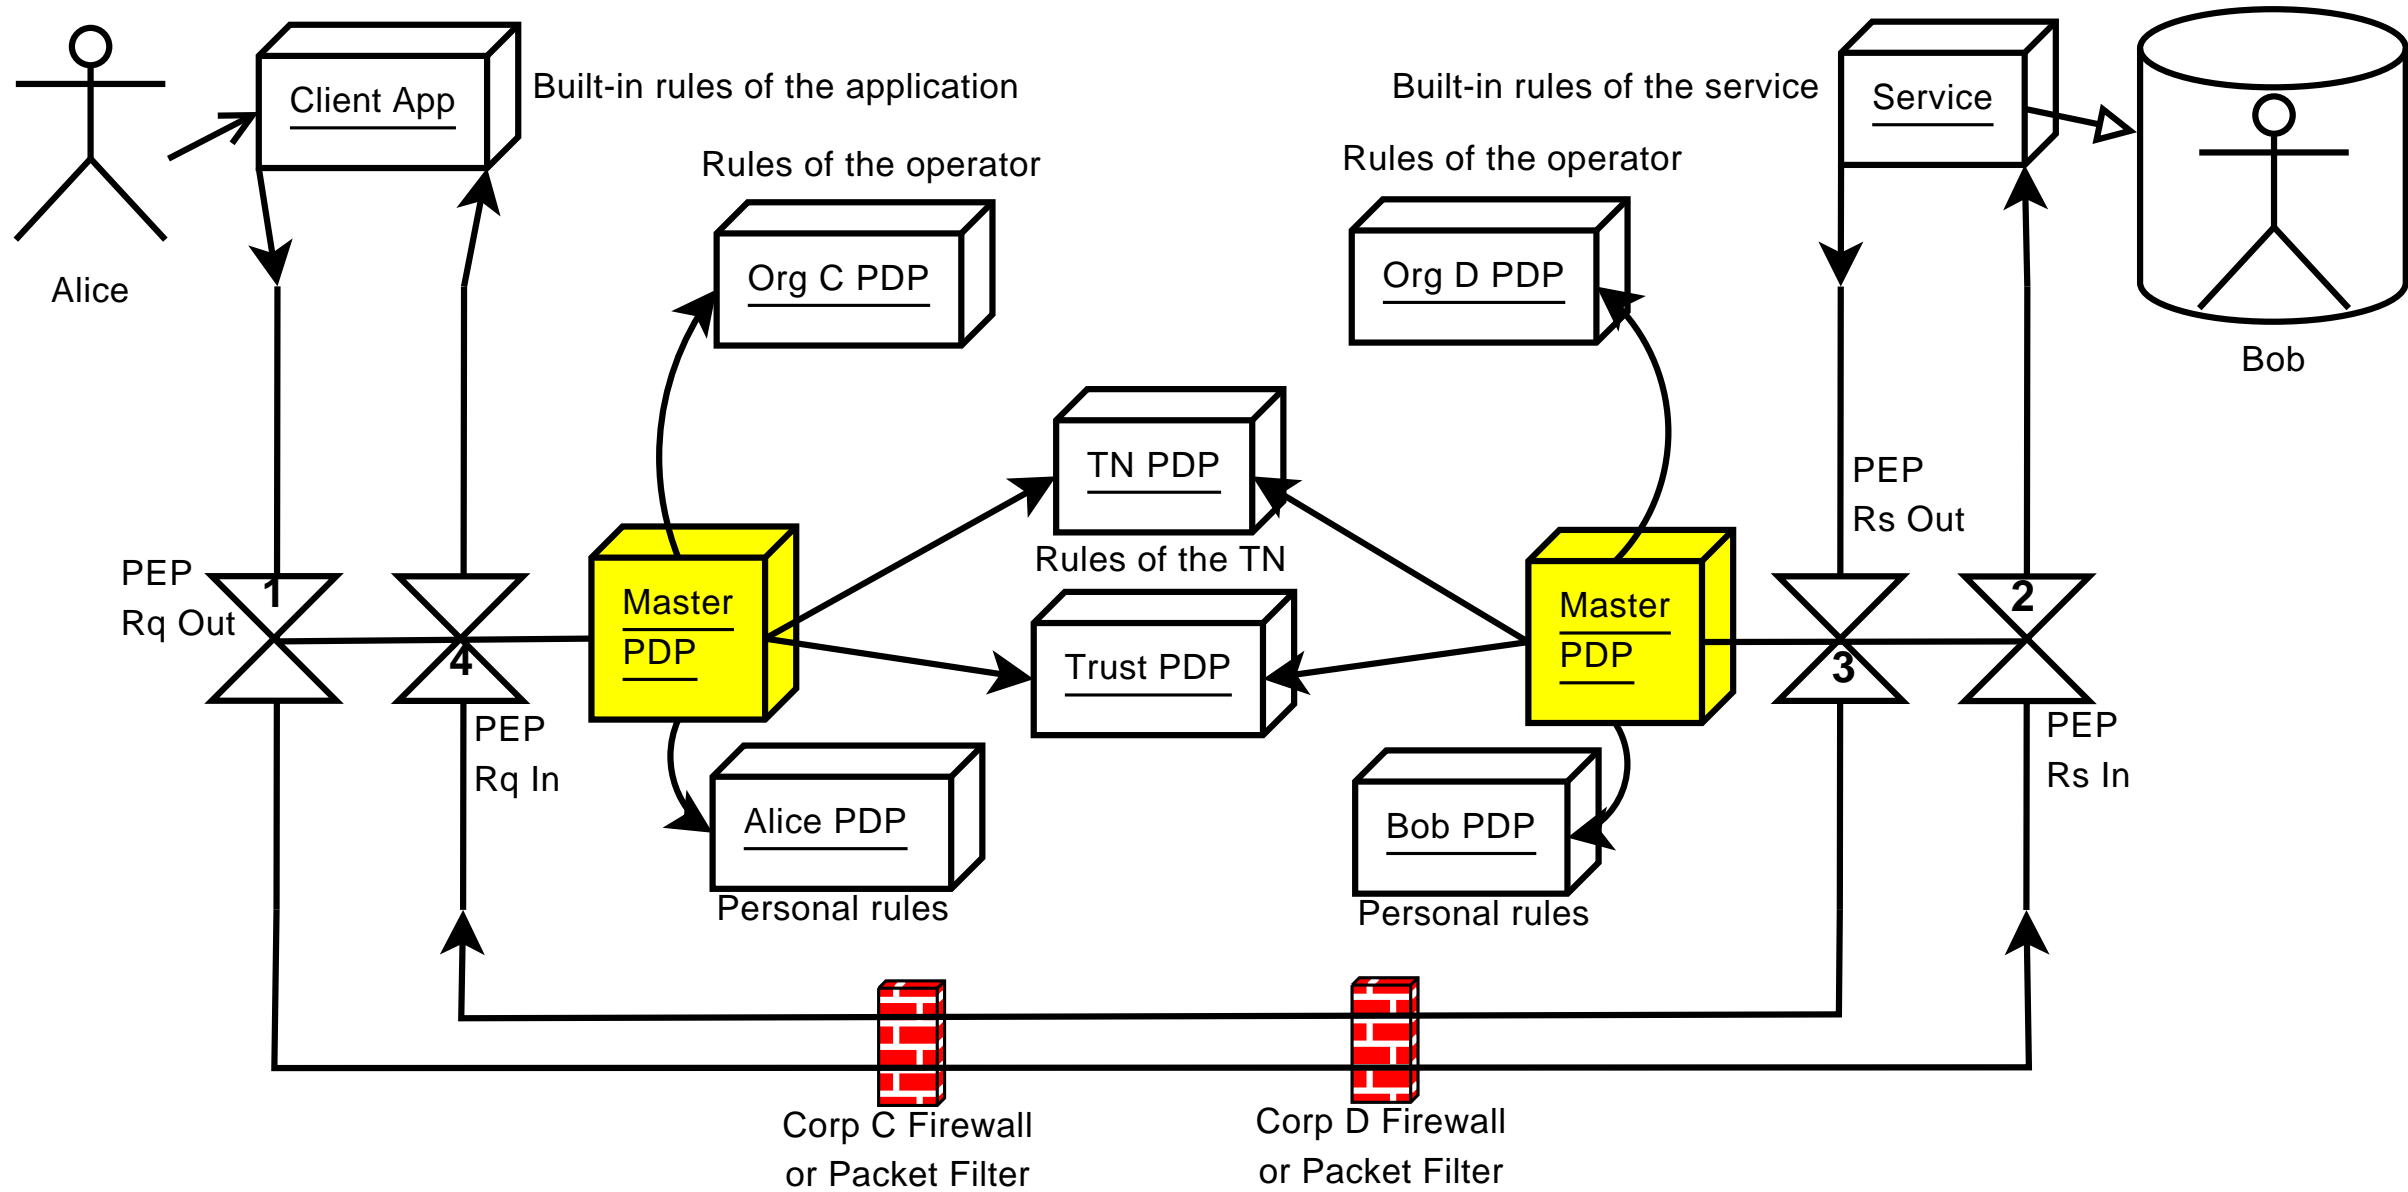 Client App
Built-in rules of the application
Built-in rules of the service
Service
Rules of the operator
Rules of the operator
Org C PDP
Org D PDP
Alice
Bob
TN PDP
Rules of the TN
PEP
Rs Out
PEP
Rq Out
1
4
Master
PDP
Trust PDP
Master
PDP
3
2
PEP
Rq In
PEP
Rs In
Alice PDP
Personal rules
Bob PDP
Personal rules
Corp C Firewall
or Packet Filter
Corp D Firewall
or Packet Filter